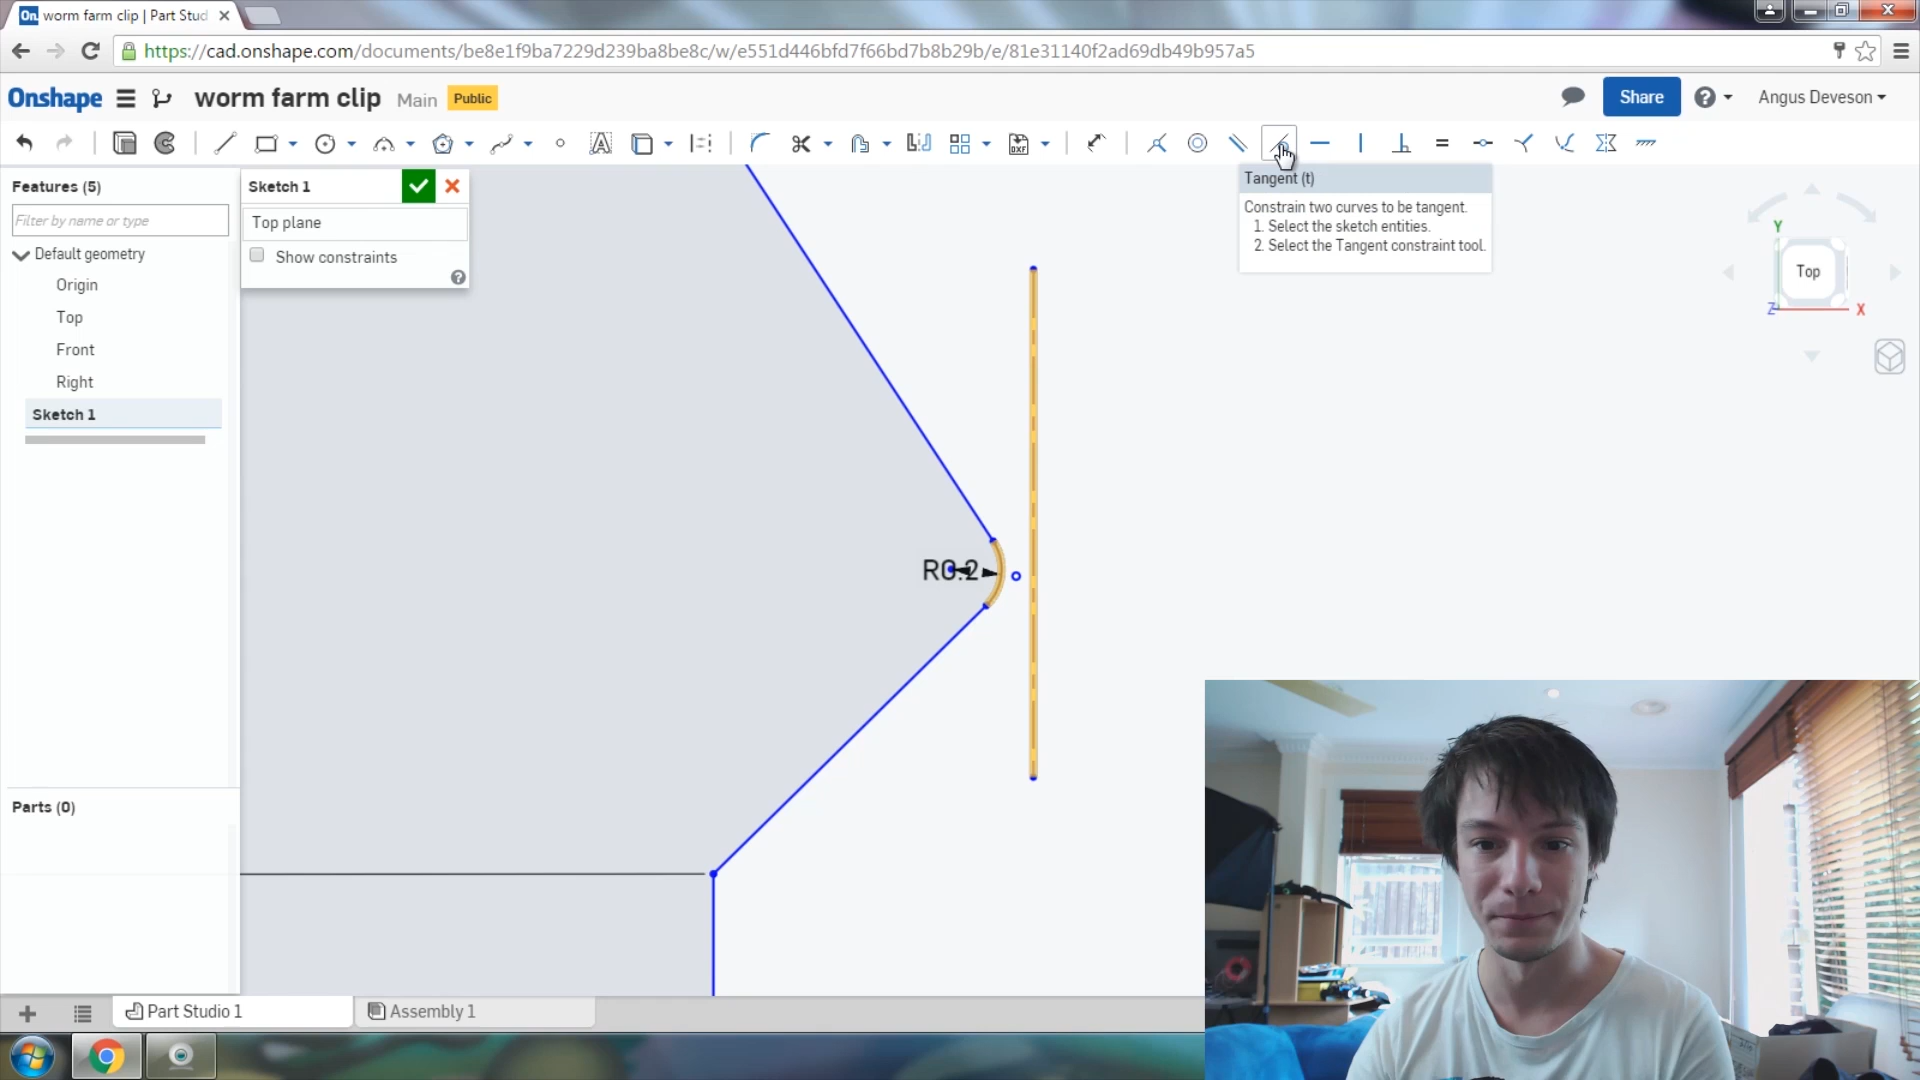 On worm farm clip | Part Stud
https://cad.onshape.com/documents/be8e1f9ba7229d239ba8be8c/w/e551d446bfd7f66bd7b8b29b/e/81e31140f2ad69db49b957a5
Onshape worm farm clip Main Public Share Angus Deveson
Features (5)
Filter by name or type
Default geometry
Origin
Top
Front
Right
Sketch 1
Parts (0)
Sketch 1
Top plane
Show constraints
Tangent (t)
Constrain two curves to be tangent.
1. Select the sketch entities.
2. Select the Tangent constraint tool.
Y
Top
Z X
R0.2
Part Studio 1 Assembly 1